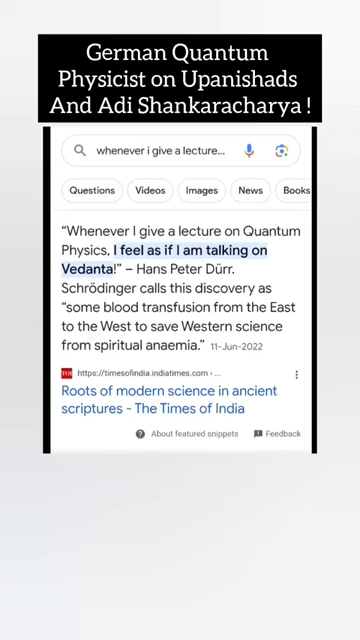 German Quantum
Physicist on Upanishads
And Adi Shankaracharya !
whenever i give a lecture...
Questions Videos Images News Books
“Whenever I give a lecture on Quantum
Physics, I feel as if I am talking on
Vedanta!” – Hans Peter Dürr.
Schrödinger calls this discovery as
“some blood transfusion from the East
to the West to save Western science
from spiritual anaemia.” 11-Jun-2022
TOI https://timesofindia.indiatimes.com › ...
Roots of modern science in ancient
scriptures - The Times of India
About featured snippets Feedback